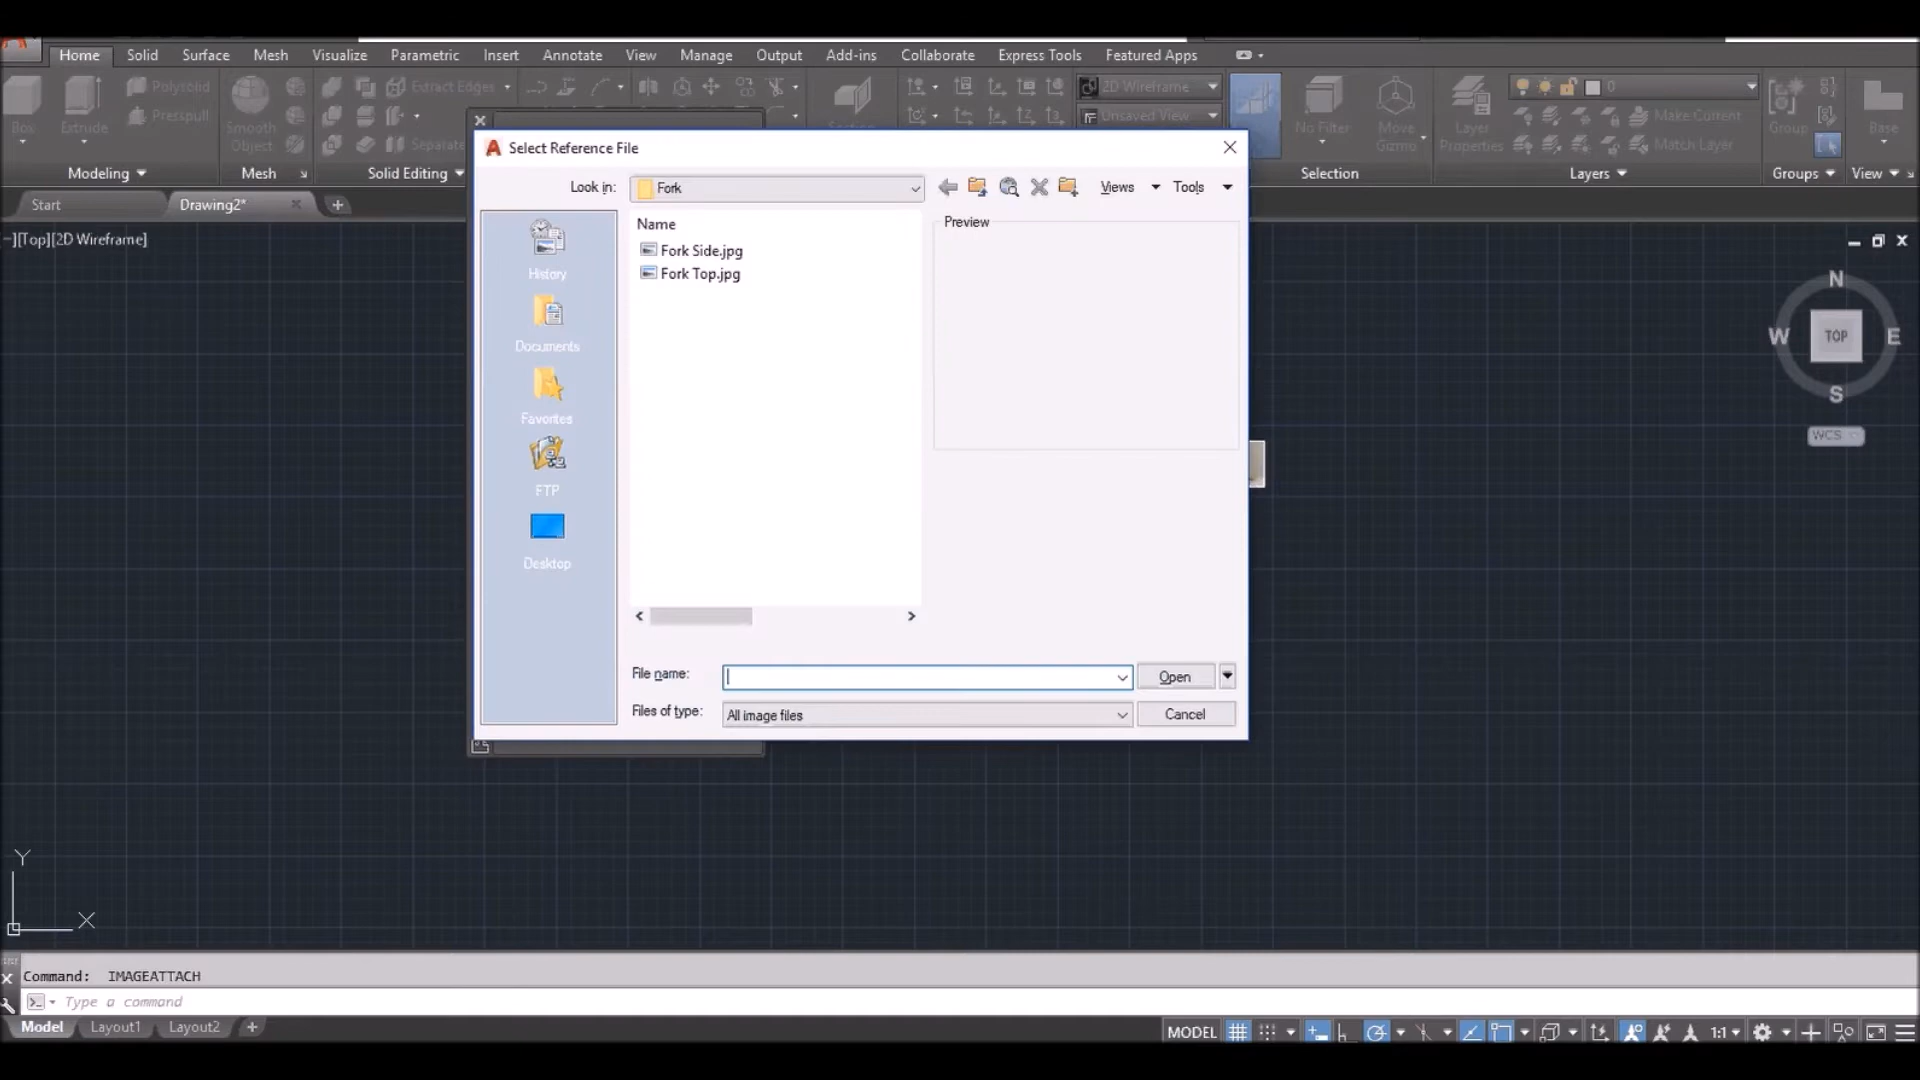 Home Solid Surface Mesh Visualize Parametric Insert Annotate View Manage Output Add-ins Collaborate Express Tools Featured Apps
Polysolid Extract Edges 2D Wireframe 0
Presspull Unsaved View Make Current
Box Extrude Smooth Object Separate No Filter Move Gizmo Layer Properties Match Layer Group Base
Modeling Mesh Solid Editing Selection Layers Groups View
Start Drawing2*
−][Top][2D Wireframe]
Select Reference File
Look in: Fork Views Tools
Name
Fork Side.jpg
Fork Top.jpg
Preview
History
Documents
Favorites
FTP
Desktop
File name: Open
Files of type: All image files Cancel
N
W TOP E
S
WCS
Y
X
Command: IMAGEATTACH
Type a command
Model Layout1 Layout2
MODEL 1:1